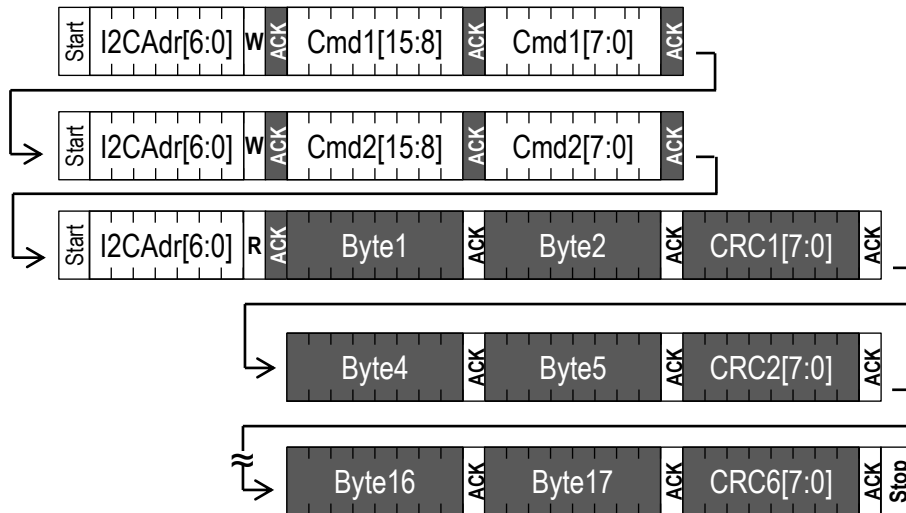 Start I2CAdr[6:0] W ACK Cmd1[15:8] ACK Cmd1[7:0] ACK
Start I2CAdr[6:0] W ACK Cmd2[15:8] ACK Cmd2[7:0] ACK
Start I2CAdr[6:0] R ACK Byte1 ACK Byte2 ACK CRC1[7:0] ACK
Byte4 ACK Byte5 ACK CRC2[7:0] ACK
Byte16 ACK Byte17 ACK CRC6[7:0] ACK Stop